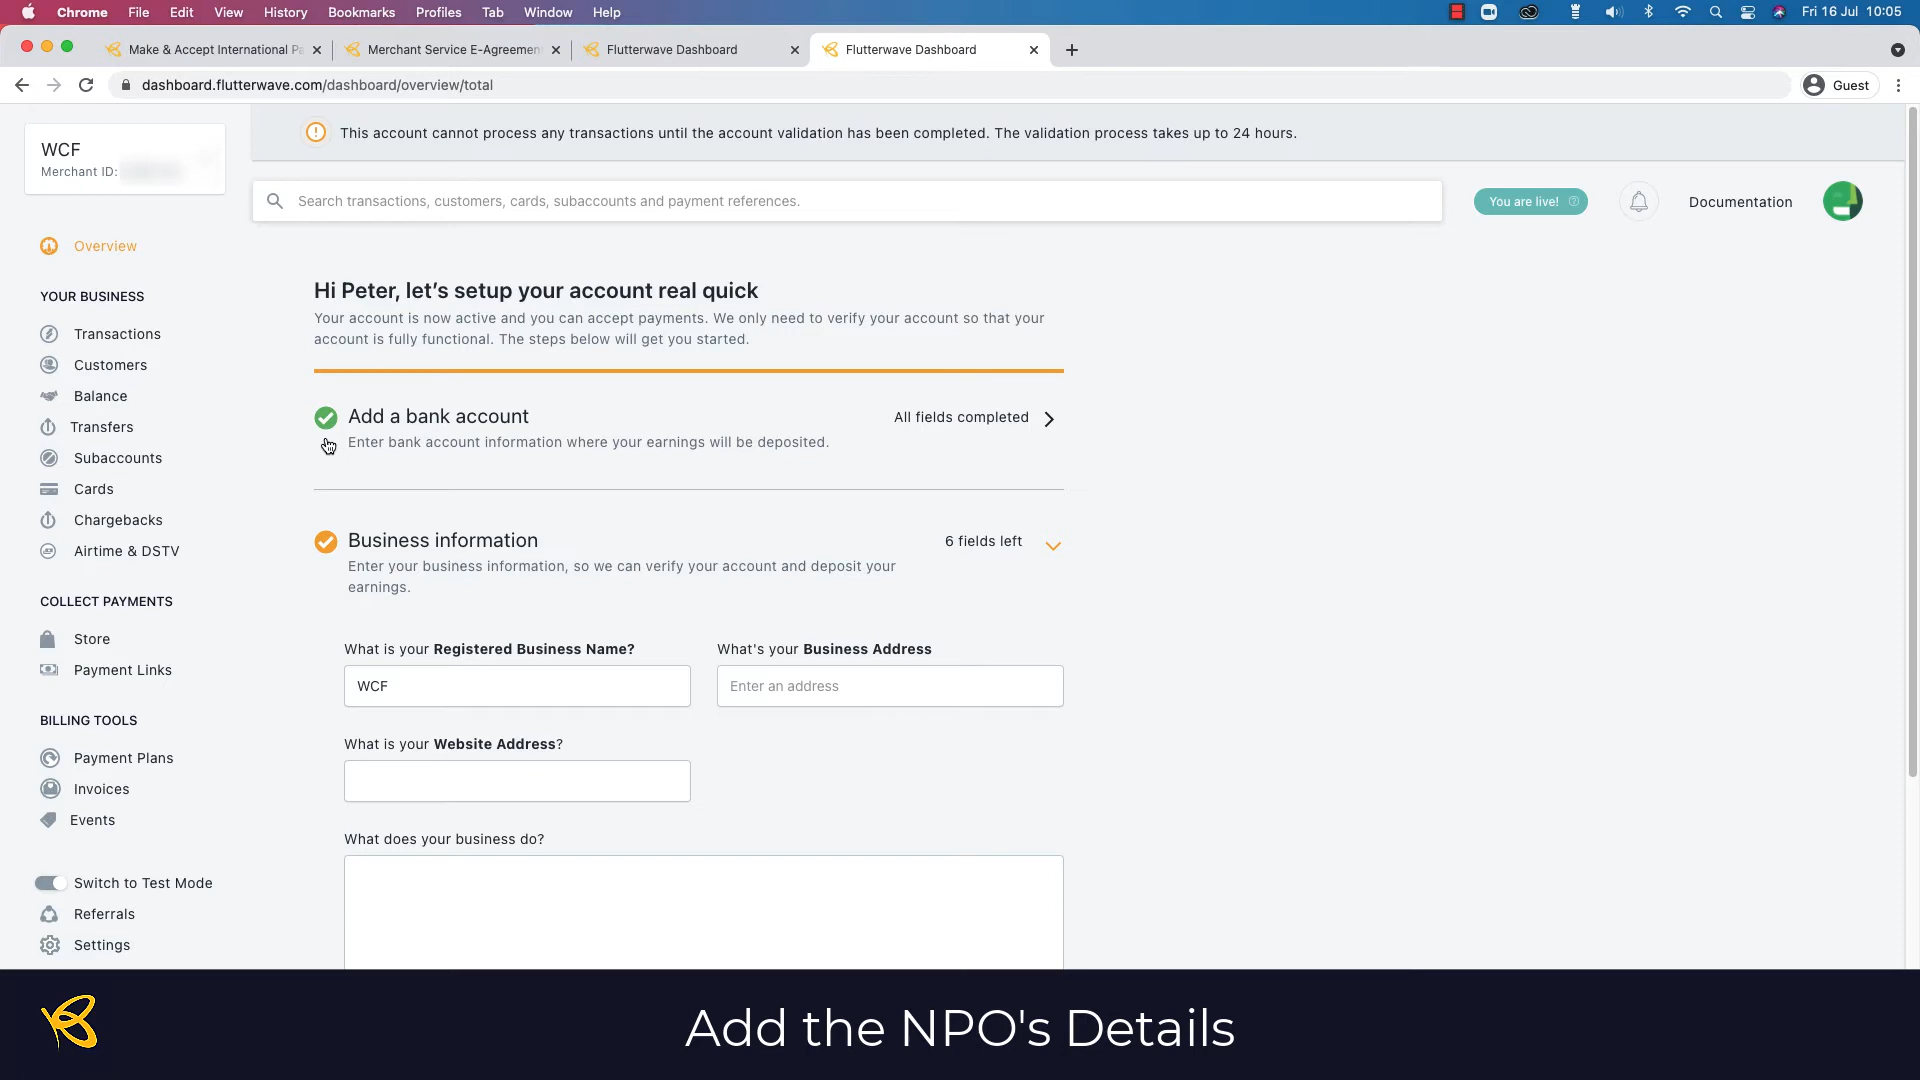 Chrome File Edit View History Bookmarks Profiles Tab Window Help Fri 16 Jul 10:05
Make & Accept International Pa Merchant Service E-Agreemen Flutterwave Dashboard Flutterwave Dashboard
dashboard.flutterwave.com/dashboard/overview/total Guest
This account cannot process any transactions until the account validation has been completed. The validation process takes up to 24 hours.
WCF
Merchant ID:
Search transactions, customers, cards, subaccounts and payment references.
You are live!
Documentation
Overview
YOUR BUSINESS
Transactions
Customers
Balance
Transfers
Subaccounts
Cards
Chargebacks
Airtime & DSTV
COLLECT PAYMENTS
Store
Payment Links
BILLING TOOLS
Payment Plans
Invoices
Events
Switch to Test Mode
Referrals
Settings
Hi Peter, let’s setup your account real quick
Your account is now active and you can accept payments. We only need to verify your account so that your
account is fully functional. The steps below will get you started.
Add a bank account All fields completed
Enter bank account information where your earnings will be deposited.
Business information 6 fields left
Enter your business information, so we can verify your account and deposit your
earnings.
What is your Registered Business Name? What's your Business Address
WCF Enter an address
What is your Website Address?
What does your business do?
Add the NPO's Details